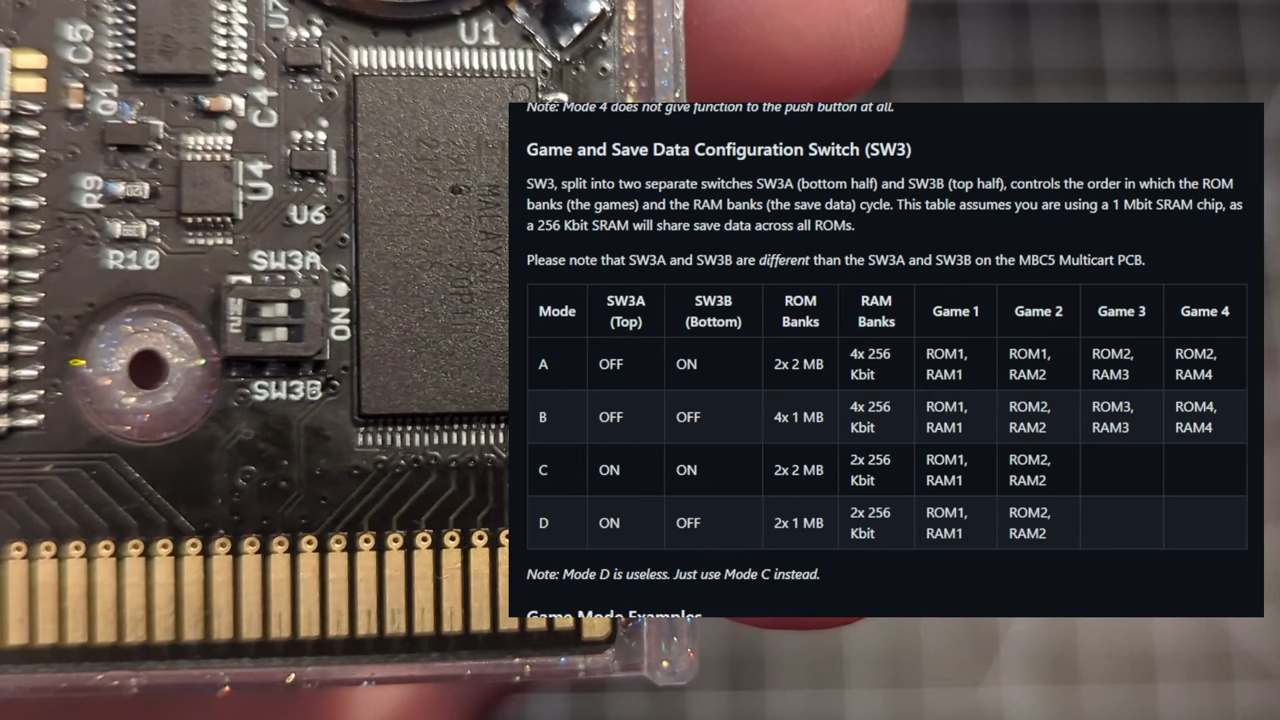 C5
U1
Q1
C4
R9
U4
U6
R10
SW3A
ON
SW3B
Note: Mode 4 does not give function to the push button at all.
Game and Save Data Configuration Switch (SW3)
SW3, split into two separate switches SW3A (bottom half) and SW3B (top half), controls the order in which the ROM
banks (the games) and the RAM banks (the save data) cycle. This table assumes you are using a 1 Mbit SRAM chip, as
a 256 Kbit SRAM will share save data across all ROMs.
Please note that SW3A and SW3B are different than the SW3A and SW3B on the MBC5 Multicart PCB.
Mode SW3A (Top) SW3B (Bottom) ROM Banks RAM Banks Game 1 Game 2 Game 3 Game 4
A OFF ON 2x 2 MB 4x 256 Kbit ROM1, RAM1 ROM1, RAM2 ROM2, RAM3 ROM2, RAM4
B OFF OFF 4x 1 MB 4x 256 Kbit ROM1, RAM1 ROM2, RAM2 ROM3, RAM3 ROM4, RAM4
C ON ON 2x 2 MB 2x 256 Kbit ROM1, RAM1 ROM2, RAM2
D ON OFF 2x 1 MB 2x 256 Kbit ROM1, RAM1 ROM2, RAM2
Note: Mode D is useless. Just use Mode C instead.
Game Mode Examples